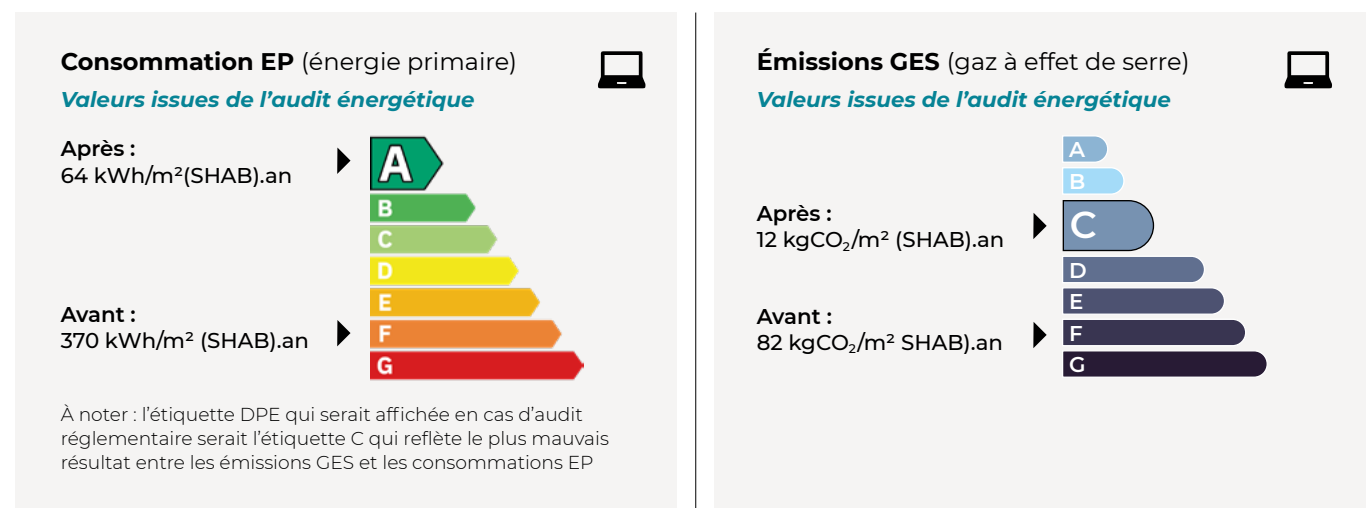 Consommation EP (énergie primaire)
Valeurs issues de l’audit énergétique
Après :
64 kWh/m²(SHAB).an
A
B
C
D
E
F
G
Avant :
370 kWh/m² (SHAB).an
À noter : l’étiquette DPE qui serait affichée en cas d’audit
réglementaire serait l’étiquette C qui reflète le plus mauvais
résultat entre les émissions GES et les consommations EP
Émissions GES (gaz à effet de serre)
Valeurs issues de l’audit énergétique
Après :
12 kgCO₂/m² (SHAB).an
A
B
C
D
E
F
G
Avant :
82 kgCO₂/m² SHAB).an